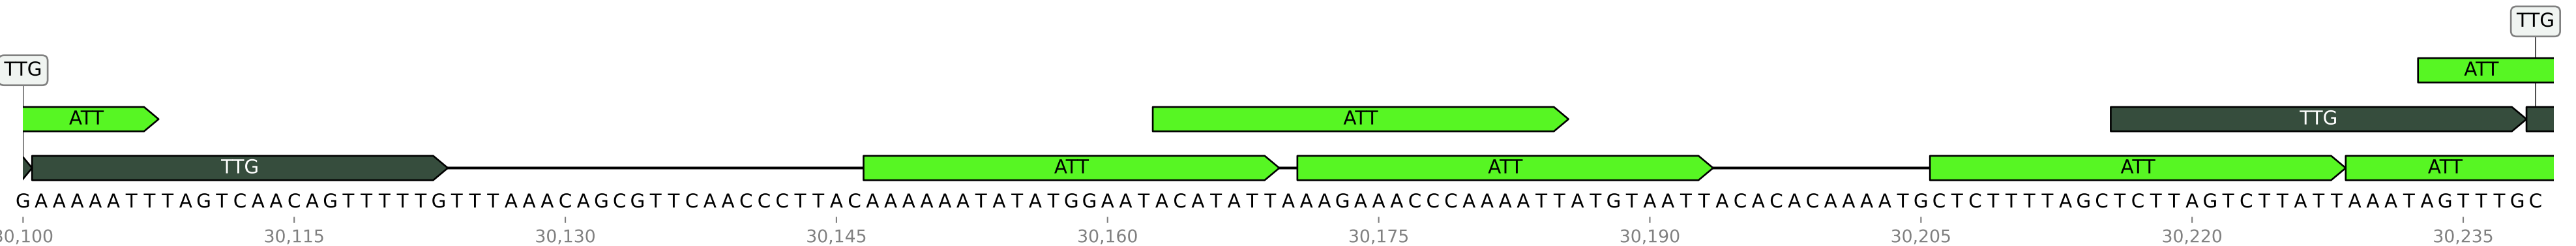 TTG
TTG
ATT
ATT ATT TTG
TTG ATT ATT ATT ATT
GAAAAATTTAGTCAACAGTTTTTGTTTAAACAGCGTTCAACCCTTACAAAAAATATATGGAATACATATTAAAGAAACCCAAAATTATGTAATTACACACAAAATGCTCTTTTAGCTCTTAGTCTTATTAAATAGTTTGC
30,100 30,115 30,130 30,145 30,160 30,175 30,190 30,205 30,220 30,235